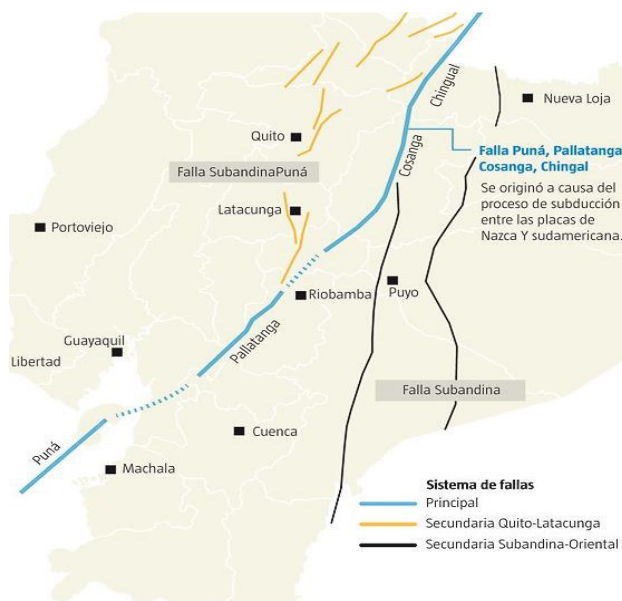 Chingual
Nueva Loja
Quito
Falla Puná, Pallatanga
Cosanga, Chingal
Cosanga
Falla SubandinaPuná
Se originó a causa del
proceso de subducción
entre las placas de
Nazca Y sudamericana.
Latacunga
Portoviejo
Riobamba
Puyo
Pallatanga
Guayaquil
Libertad
Falla Subandina
Cuenca
Puná
Machala
Sistema de fallas
Principal
Secundaria Quito-Latacunga
Secundaria Subandina-Oriental